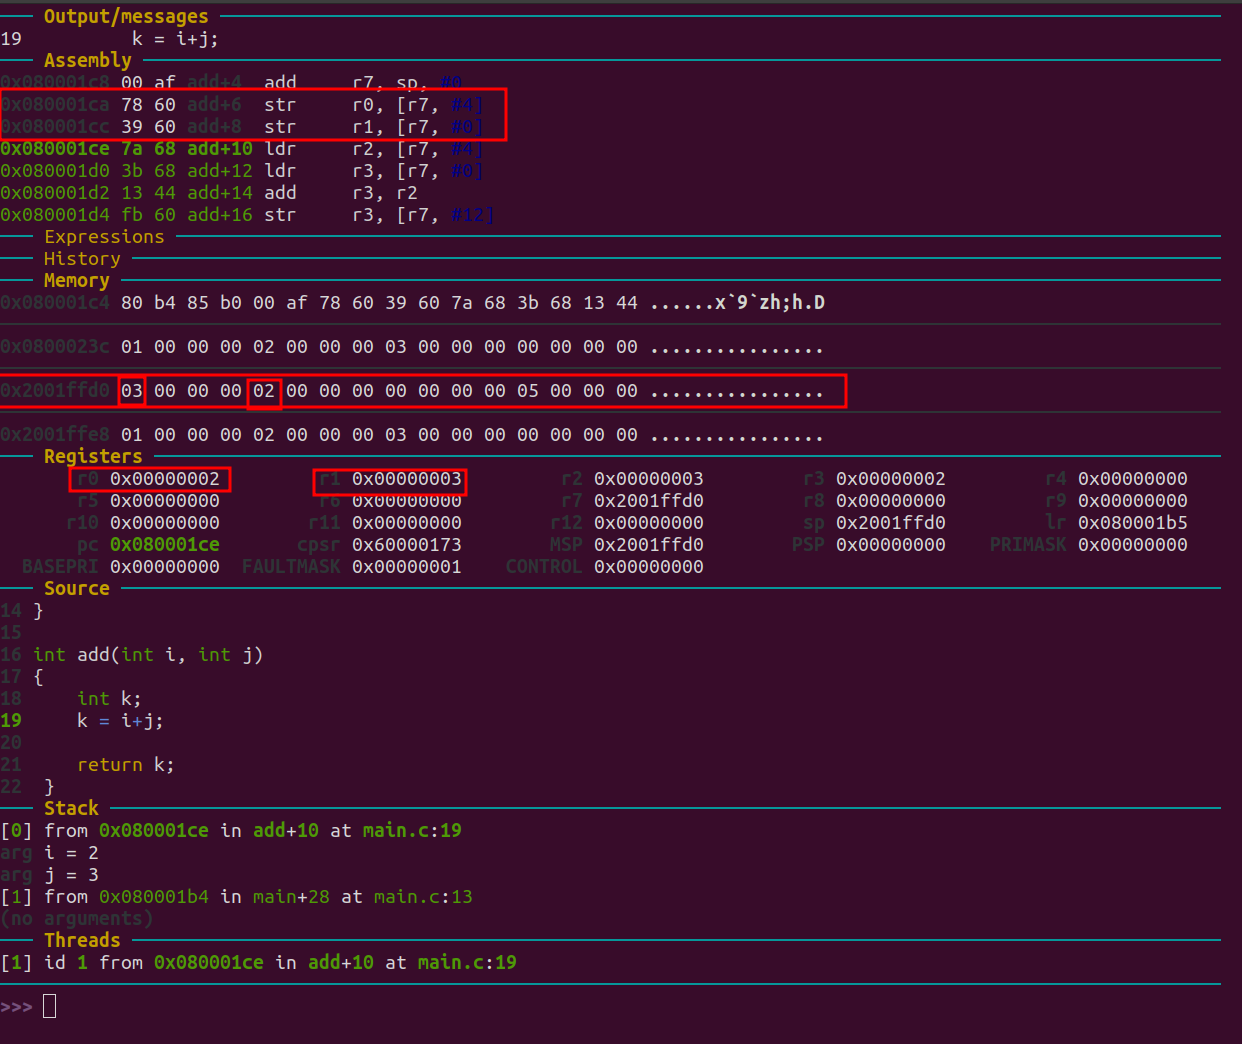 Output/messages
19 k = i+j;
Assembly
0x080001c8 00 af add+4 add r7, sp, #0
0x080001ca 78 60 add+6 str r0, [r7, #4]
0x080001cc 39 60 add+8 str r1, [r7, #0]
0x080001ce 7a 68 add+10 ldr r2, [r7, #4]
0x080001d0 3b 68 add+12 ldr r3, [r7, #0]
0x080001d2 13 44 add+14 add r3, r2
0x080001d4 fb 60 add+16 str r3, [r7, #12]
Expressions
History
Memory
0x080001c4 80 b4 85 b0 00 af 78 60 39 60 7a 68 3b 68 13 44 ......x`9`zh;h.D
0x0800023c 01 00 00 00 02 00 00 00 03 00 00 00 00 00 00 00 ................
0x2001ffd0 03 00 00 00 02 00 00 00 00 00 00 00 05 00 00 00 ................
0x2001ffe8 01 00 00 00 02 00 00 00 03 00 00 00 00 00 00 00 ................
Registers
r0 0x00000002 r1 0x00000003 r2 0x00000003 r3 0x00000002 r4 0x00000000
r5 0x00000000 r6 0x00000000 r7 0x2001ffd0 r8 0x00000000 r9 0x00000000
r10 0x00000000 r11 0x00000000 r12 0x00000000 sp 0x2001ffd0 lr 0x080001b5
pc 0x080001ce cpsr 0x60000173 MSP 0x2001ffd0 PSP 0x00000000 PRIMASK 0x00000000
BASEPRI 0x00000000 FAULTMASK 0x00000001 CONTROL 0x00000000
Source
14 }
15
16 int add(int i, int j)
17 {
18 int k;
19 k = i+j;
20
21 return k;
22 }
Stack
[0] from 0x080001ce in add+10 at main.c:19
arg i = 2
arg j = 3
[1] from 0x080001b4 in main+28 at main.c:13
(no arguments)
Threads
[1] id 1 from 0x080001ce in add+10 at main.c:19
>>>